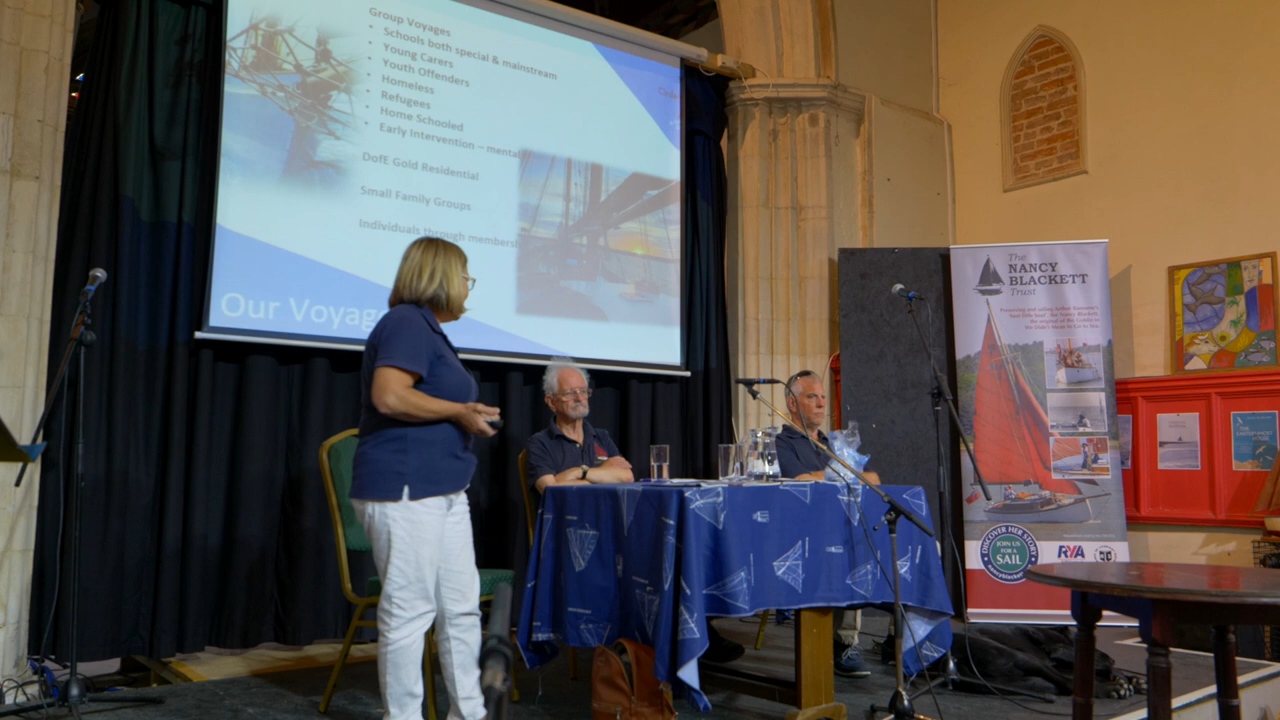 Group Voyages
• Schools both special & mainstream
• Young Carers
• Youth Offenders
• Homeless
• Refugees
• Home Schooled
• Early Intervention – mental
DofE Gold Residential
Small Family Groups
Individuals through membersh
Our Voyag
The
NANCY
BLACKETT
Trust
DISCOVER HER STORY
JOIN US
FOR A
SAIL
RYA